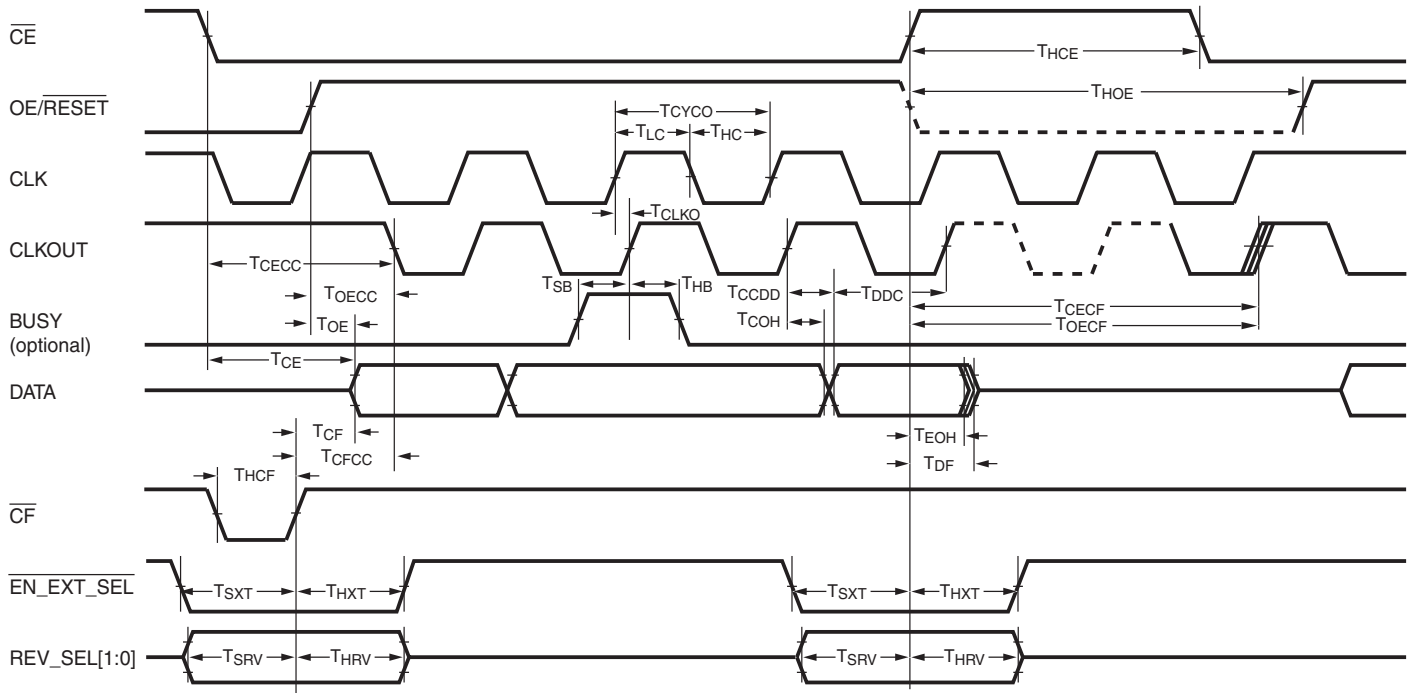 CE
THCE
OE/RESET
THOE
TCYCO
TLC
THC
CLK
TCLKO
CLKOUT
TCECC
TSB
THB
TCCDD
TDDC
TOECC
TCECF
TCOH
TOE
TOECF
BUSY
(optional)
TCE
DATA
TCF
TEOH
TCFCC
TDF
THCF
CF
EN_EXT_SEL
TSXT
THXT
TSXT
THXT
REV_SEL[1:0]
TSRV
THRV
TSRV
THRV